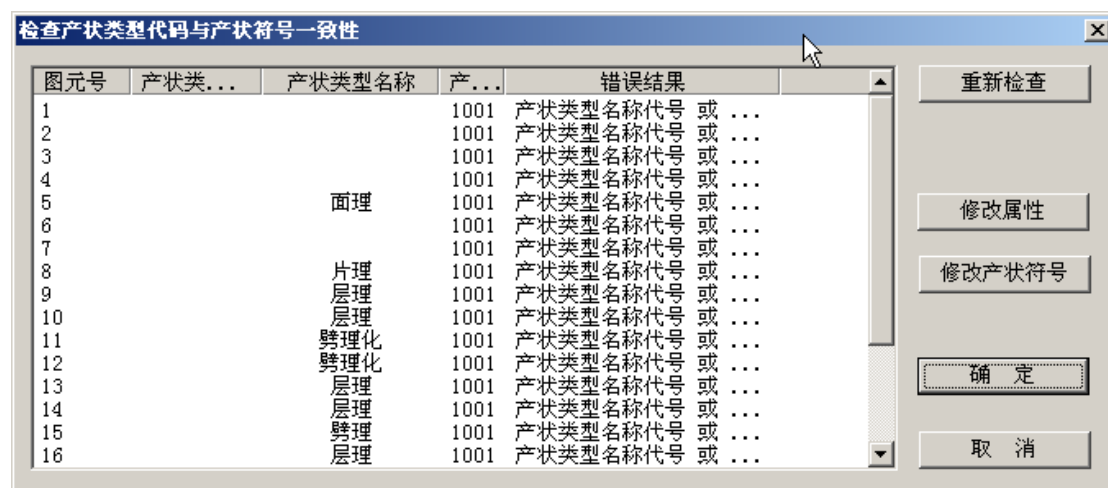 检查产状类型代码与产状符号一致性
图元号 产状类... 产状类型名称 产... 错误结果
1 1001 产状类型名称代号 或 ...
2 1001 产状类型名称代号 或 ...
3 1001 产状类型名称代号 或 ...
4 1001 产状类型名称代号 或 ...
5 面理 1001 产状类型名称代号 或 ...
6 1001 产状类型名称代号 或 ...
7 1001 产状类型名称代号 或 ...
8 片理 1001 产状类型名称代号 或 ...
9 层理 1001 产状类型名称代号 或 ...
10 层理 1001 产状类型名称代号 或 ...
11 劈理化 1001 产状类型名称代号 或 ...
12 劈理化 1001 产状类型名称代号 或 ...
13 层理 1001 产状类型名称代号 或 ...
14 层理 1001 产状类型名称代号 或 ...
15 劈理 1001 产状类型名称代号 或 ...
16 层理 1001 产状类型名称代号 或 ...
重新检查
修改属性
修改产状符号
确 定
取 消